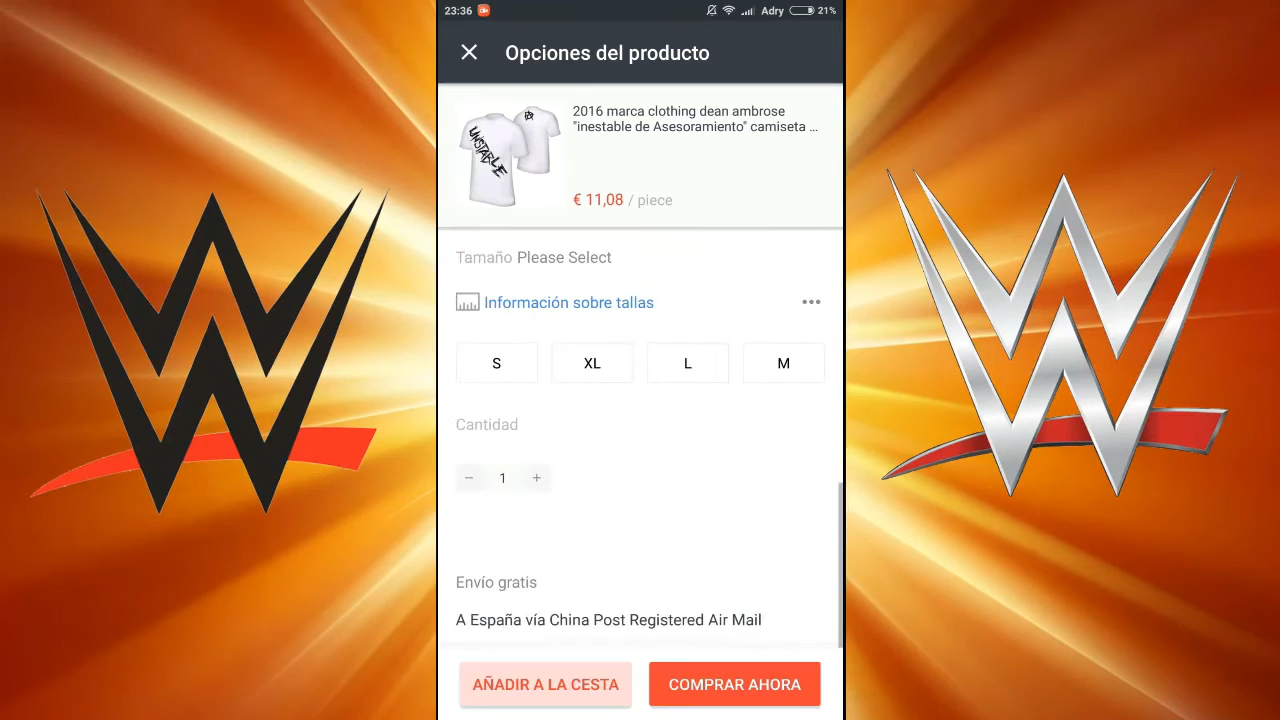 23:36
Adry
21%
Opciones del producto
2016 marca clothing dean ambrose
"inestable de Asesoramiento" camiseta ...
UNSTABLE
€ 11,08 / piece
Tamaño Please Select
Información sobre tallas
S
XL
L
M
Cantidad
− 1 +
Envío gratis
A España vía China Post Registered Air Mail
AÑADIR A LA CESTA
COMPRAR AHORA